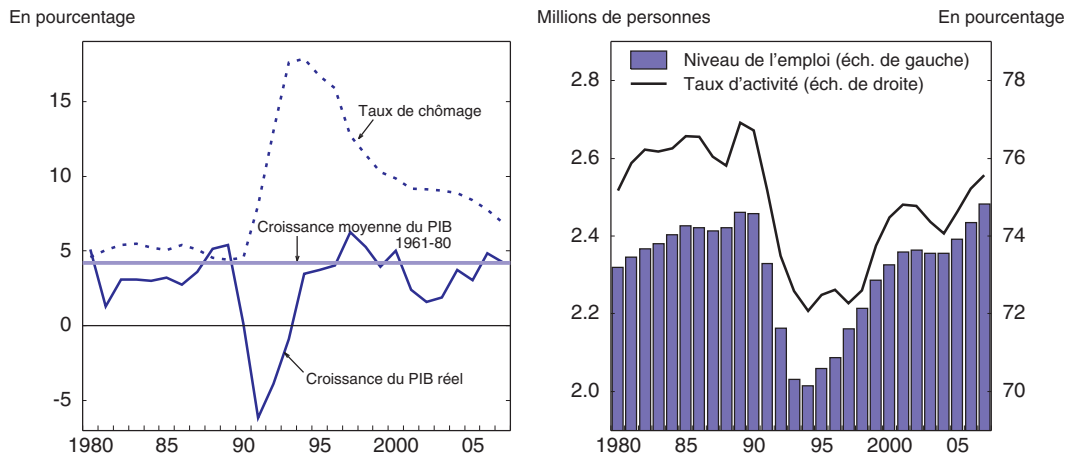 En pourcentage
15
10
5
0
-5
Taux de chômage
Croissance moyenne du PIB
1961-80
Croissance du PIB réel
1980 85 90 95 2000 05
Millions de personnes En pourcentage
Niveau de l'emploi (éch. de gauche)
Taux d'activité (éch. de droite)
2.8 78
2.6 76
2.4 74
2.2 72
2.0 70
1980 85 90 95 2000 05